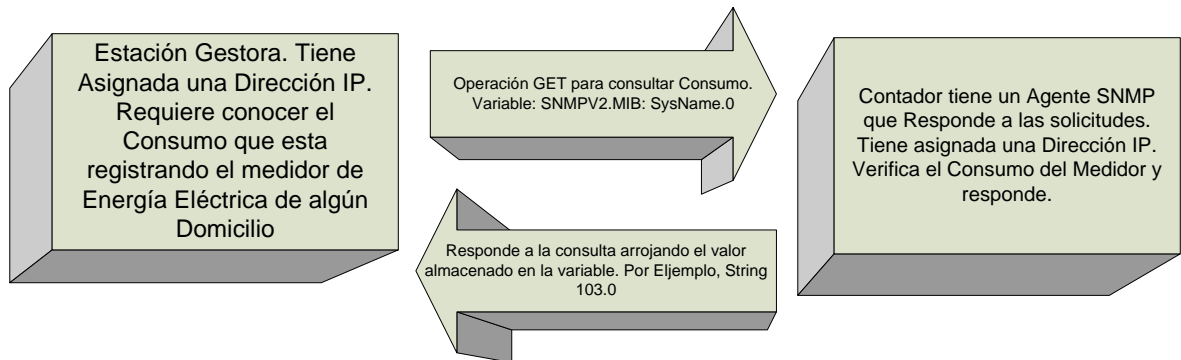 Estación Gestora. Tiene
Asignada una Dirección IP.
Requiere conocer el
Consumo que esta
registrando el medidor de
Energía Eléctrica de algún
Domicilio
Operación GET para consultar Consumo.
Variable: SNMPV2.MIB: SysName.0
Contador tiene un Agente SNMP
que Responde a las solicitudes.
Tiene asignada una Dirección IP.
Verifica el Consumo del Medidor y
responde.
Responde a la consulta arrojando el valor
almacenado en la variable. Por Eljemplo, String
103.0